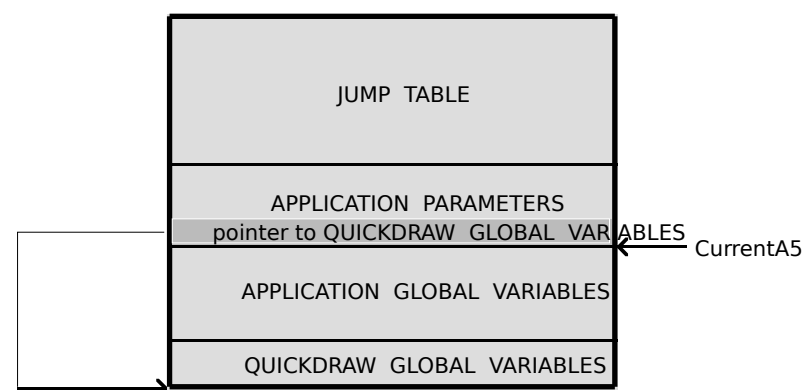 JUMP TABLE
APPLICATION PARAMETERS
pointer to QUICKDRAW GLOBAL VARIABLES
CurrentA5
APPLICATION GLOBAL VARIABLES
QUICKDRAW GLOBAL VARIABLES